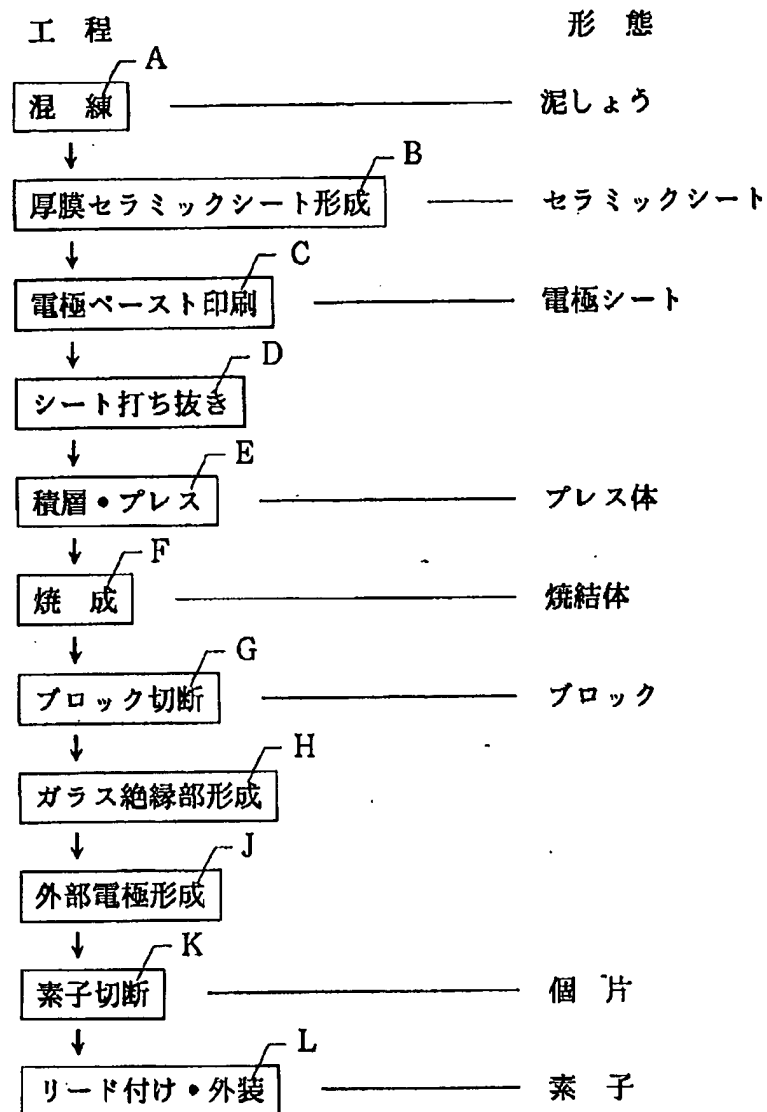 工程 形態
A
混練 泥しょう
B
厚膜セラミックシート形成 セラミックシート
C
電極ペースト印刷 電極シート
D
シート打ち抜き
E
積層・プレス プレス体
F
焼成 焼結体
G
ブロック切断 ブロック
H
ガラス絶縁部形成
J
外部電極形成
K
素子切断 個片
L
リード付け・外装 素子